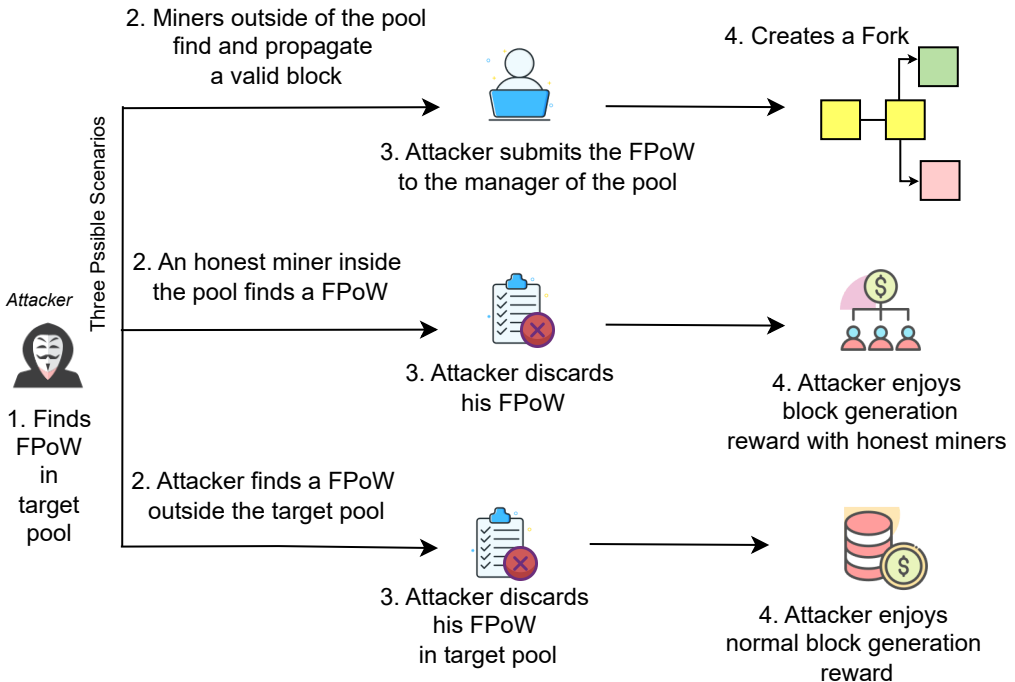 2. Miners outside of the pool
find and propagate
a valid block
4. Creates a Fork
3. Attacker submits the FPoW
to the manager of the pool
Three Pssible Scenarios
2. An honest miner inside
the pool finds a FPoW
Attacker
3. Attacker discards
his FPoW
4. Attacker enjoys
block generation
reward with honest miners
1. Finds
FPoW
in
target
pool
2. Attacker finds a FPoW
outside the target pool
3. Attacker discards
his FPoW
in target pool
4. Attacker enjoys
normal block generation
reward
$
$